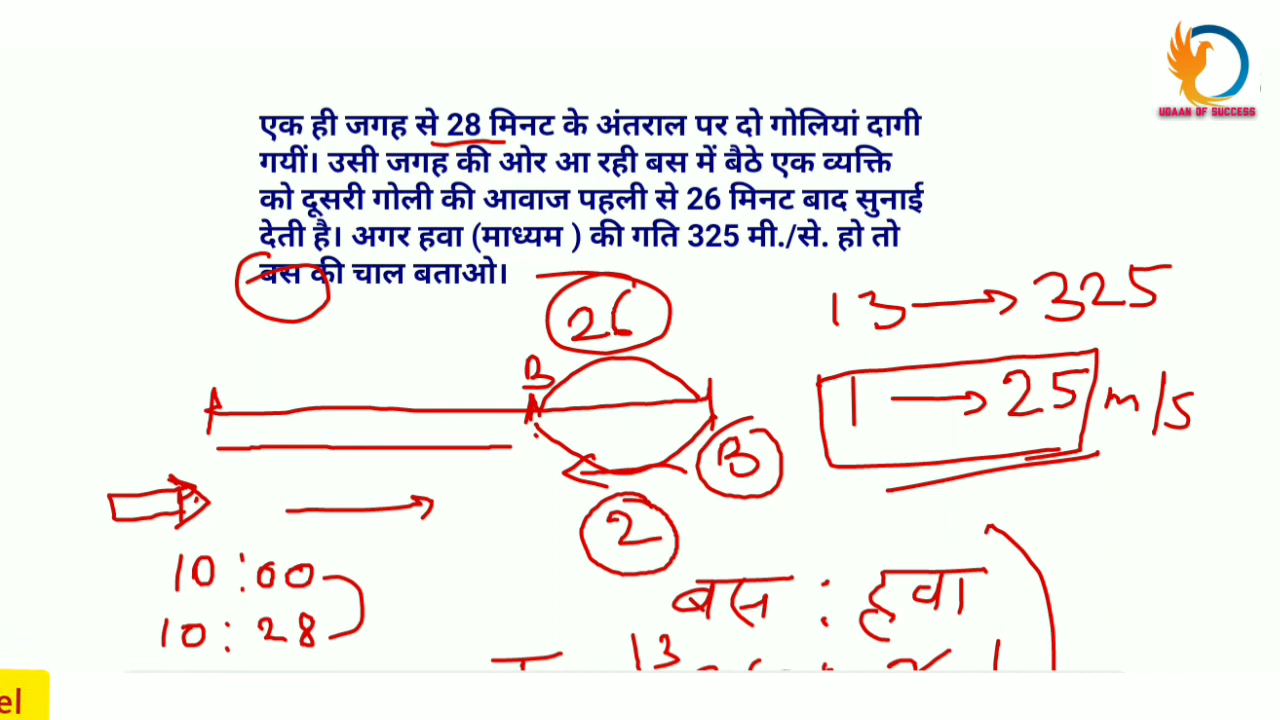 UDAAN OF SUCCESS
एक ही जगह से 28 मिनट के अंतराल पर दो गोलियां दागी
गयीं। उसी जगह की ओर आ रही बस में बैठे एक व्यक्ति
को दूसरी गोली की आवाज पहली से 26 मिनट बाद सुनाई
देती है। अगर हवा (माध्यम ) की गति 325 मी./से. हो तो
बस की चाल बताओ।
26
13 → 325
B
A
1 → 25 m/s
B
2
10:00
10:28
बस : हवा
13
el